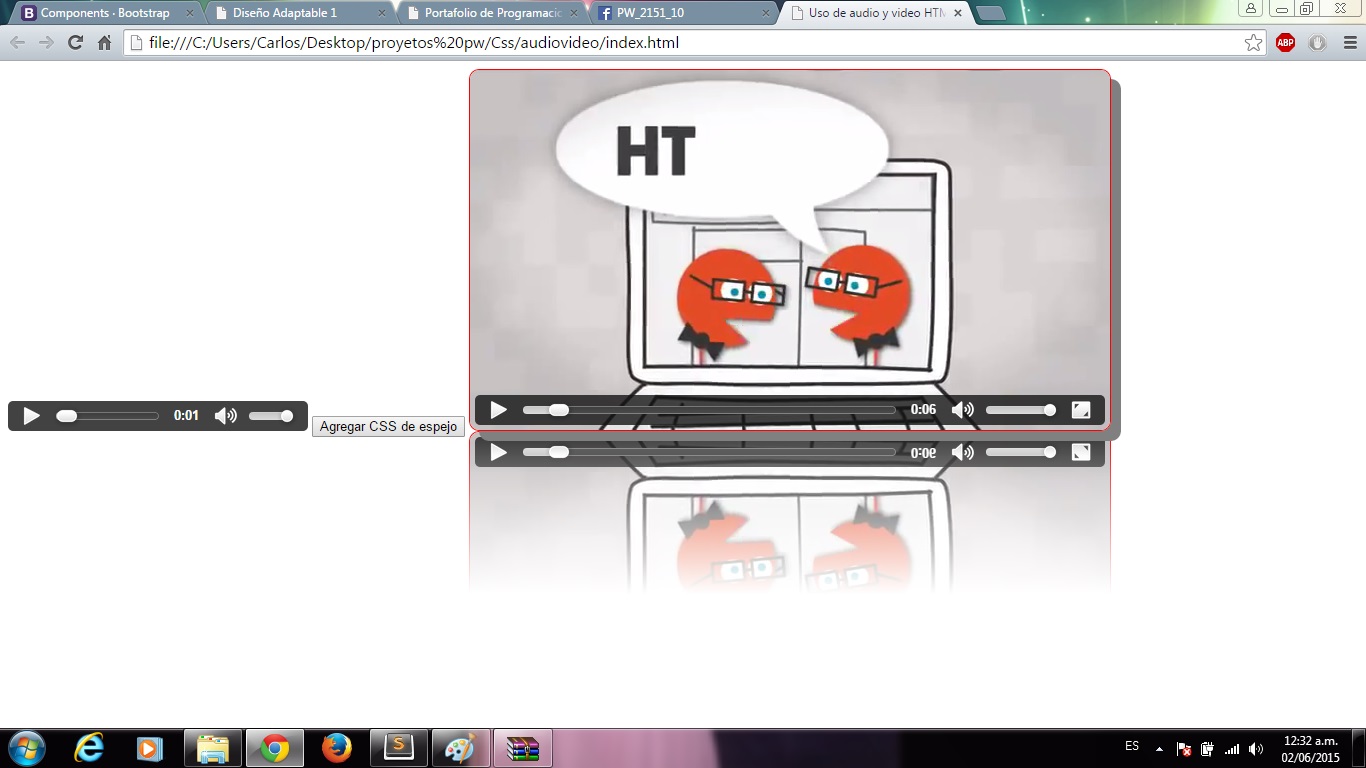 Components · Bootstrap
Diseño Adaptable 1
Portafolio de Programació
PW_2151_10
Uso de audio y video HTM
file:///C:/Users/Carlos/Desktop/proyetos%20pw/Css/audiovideo/index.html
ABP
HT
0:01
Agregar CSS de espejo
0:06
0:06
ES
12:32 a.m.
02/06/2015